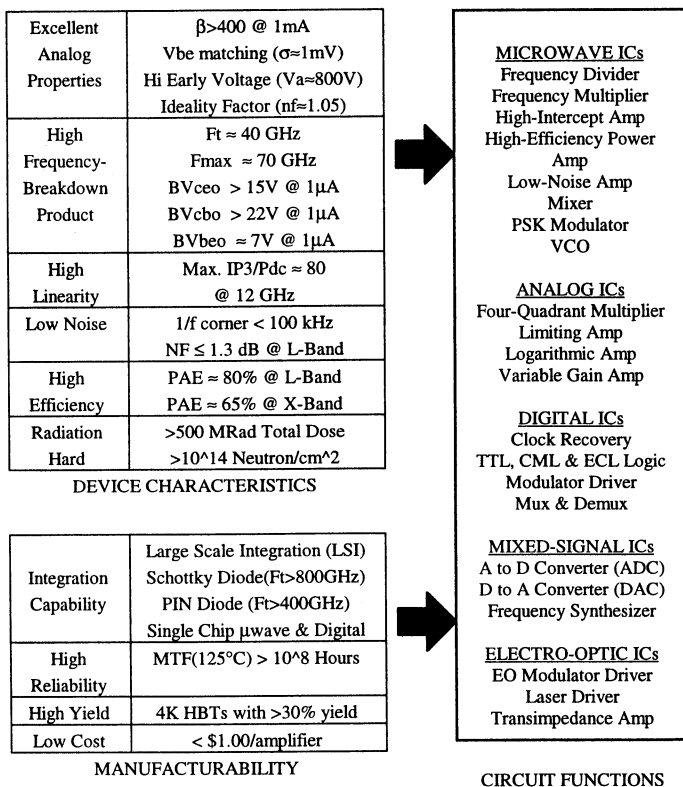 Excellent
Analog
Properties
β>400 @ 1mA
Vbe matching (σ≈1mV)
Hi Early Voltage (Va≈800V)
Ideality Factor (nf≈1.05)
High
Frequency-
Breakdown
Product
Ft ≈ 40 GHz
Fmax ≈ 70 GHz
BVceo > 15V @ 1μA
BVcbo > 22V @ 1μA
BVbeo ≈ 7V @ 1μA
High
Linearity
Max. IP3/Pdc ≈ 80
@ 12 GHz
Low Noise
1/f corner < 100 kHz
NF ≤ 1.3 dB @ L-Band
High
Efficiency
PAE ≈ 80% @ L-Band
PAE ≈ 65% @ X-Band
Radiation
Hard
>500 MRad Total Dose
>10^14 Neutron/cm^2
DEVICE CHARACTERISTICS
Integration
Capability
Large Scale Integration (LSI)
Schottky Diode(Ft>800GHz)
PIN Diode (Ft>400GHz)
Single Chip μwave & Digital
High
Reliability
MTF(125°C) > 10^8 Hours
High Yield
4K HBTs with >30% yield
Low Cost
< $1.00/amplifier
MANUFACTURABILITY
MICROWAVE ICs
Frequency Divider
Frequency Multiplier
High-Intercept Amp
High-Efficiency Power
Amp
Low-Noise Amp
Mixer
PSK Modulator
VCO
ANALOG ICs
Four-Quadrant Multiplier
Limiting Amp
Logarithmic Amp
Variable Gain Amp
DIGITAL ICs
Clock Recovery
TTL, CML & ECL Logic
Modulator Driver
Mux & Demux
MIXED-SIGNAL ICs
A to D Converter (ADC)
D to A Converter (DAC)
Frequency Synthesizer
ELECTRO-OPTIC ICs
EO Modulator Driver
Laser Driver
Transimpedance Amp
CIRCUIT FUNCTIONS